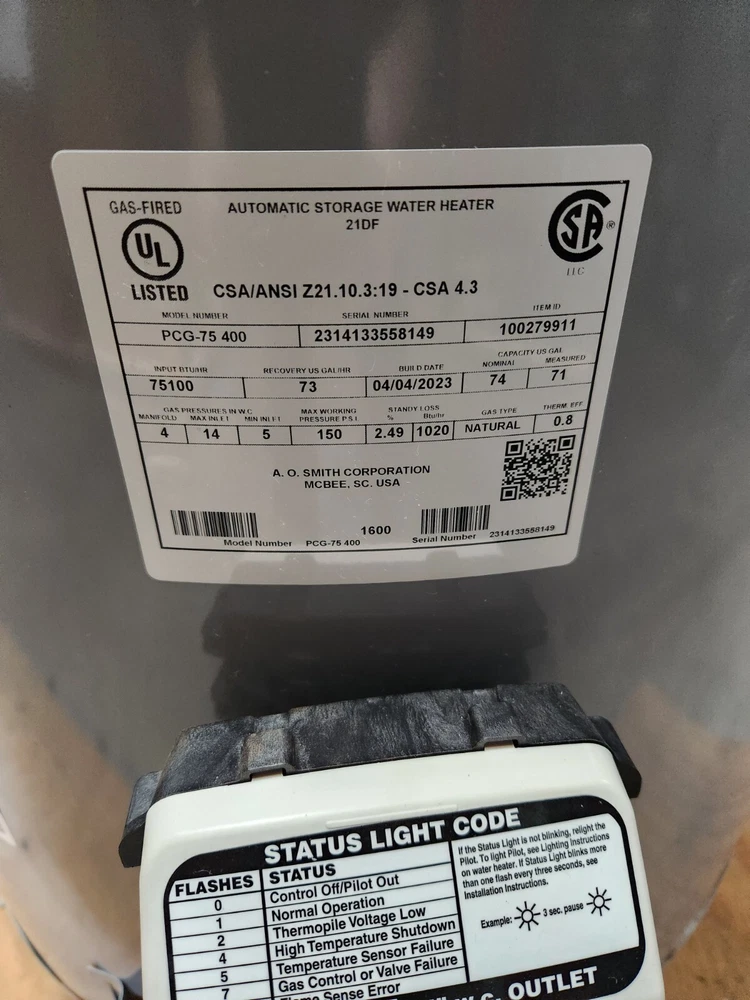 GAS-FIRED
AUTOMATIC STORAGE WATER HEATER
21DF
UL
LISTED
CSA/ANSI Z21.10.3:19 - CSA 4.3
SA ®
LLC
MODEL NUMBER SERIAL NUMBER ITEM ID
PCG-75 400 2314133558149 100279911
INPUT BTU/HR RECOVERY US GAL/HR BUILD DATE CAPACITY US GAL
NOMINAL MEASURED
75100 73 04/04/2023 74 71
GAS PRESSURES IN W.C. MAX WORKING STANDY LOSS GAS TYPE THERM EFF
MANIFOLD MAX INLET MIN INLET PRESSURE P.S.I. % Btu/hr
4 14 5 150 2.49 1020 NATURAL 0.8
A. O. SMITH CORPORATION
MCBEE, SC. USA
1600
Model Number PCG-75 400 Serial Number 2314133558149
STATUS LIGHT CODE
FLASHES STATUS
0 Control Off/Pilot Out
1 Normal Operation
2 Thermopile Voltage Low
4 High Temperature Shutdown
5 Temperature Sensor Failure
7 Gas Control or Valve Failure
Flame Sense Error
If the Status Light is not blinking, relight the
Pilot. To light Pilot, see Lighting Instructions
on water heater. If Status Light blinks more
than one flash every three seconds, see
Installation Instructions.
Example: 3 sec. pause
OUTLET